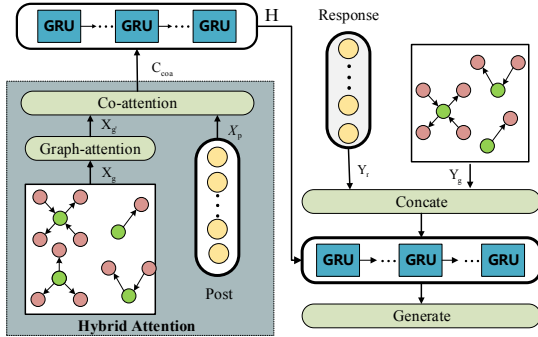 GRU GRU GRU
H
C_coa
Co-attention
X_g'
X_p
Graph-attention
X_g
Post
Hybrid Attention
Response
Y_r
Y_g
Concate
GRU GRU GRU
Generate